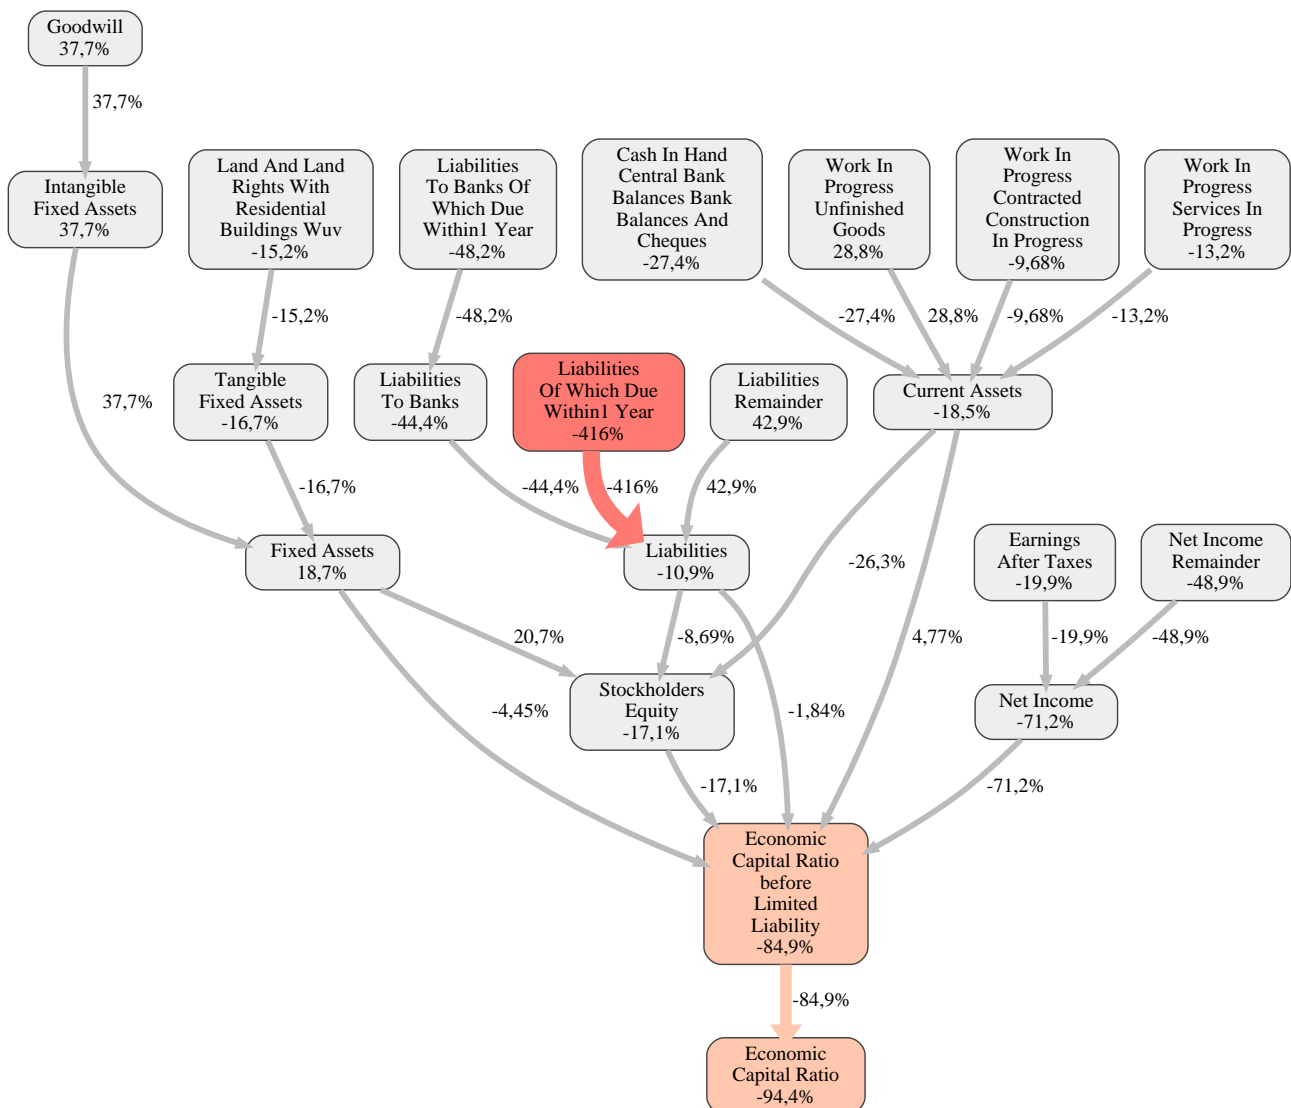 Goodwill
37,7%
37,7%
Intangible
Fixed Assets
37,7%
Land And Land
Rights With
Residential
Buildings Wuv
-15,2%
Liabilities
To Banks Of
Which Due
Within1 Year
-48,2%
Cash In Hand
Central Bank
Balances Bank
Balances And
Cheques
-27,4%
Work In
Progress
Unfinished
Goods
28,8%
Work In
Progress
Contracted
Construction
In Progress
-9,68%
Work In
Progress
Services In
Progress
-13,2%
-15,2%
-48,2%
-27,4%
28,8%
-9,68%
-13,2%
37,7%
Tangible
Fixed Assets
-16,7%
Liabilities
To Banks
-44,4%
Liabilities
Of Which Due
Within1 Year
-416%
Liabilities
Remainder
42,9%
Current Assets
-18,5%
-16,7%
-44,4%
-416%
42,9%
Fixed Assets
18,7%
Liabilities
-10,9%
-26,3%
Earnings
After Taxes
-19,9%
Net Income
Remainder
-48,9%
20,7%
-8,69%
4,77%
-19,9%
-48,9%
-4,45%
Stockholders
Equity
-17,1%
-1,84%
Net Income
-71,2%
-17,1%
-71,2%
Economic
Capital Ratio
before
Limited
Liability
-84,9%
-84,9%
Economic
Capital Ratio
-94,4%